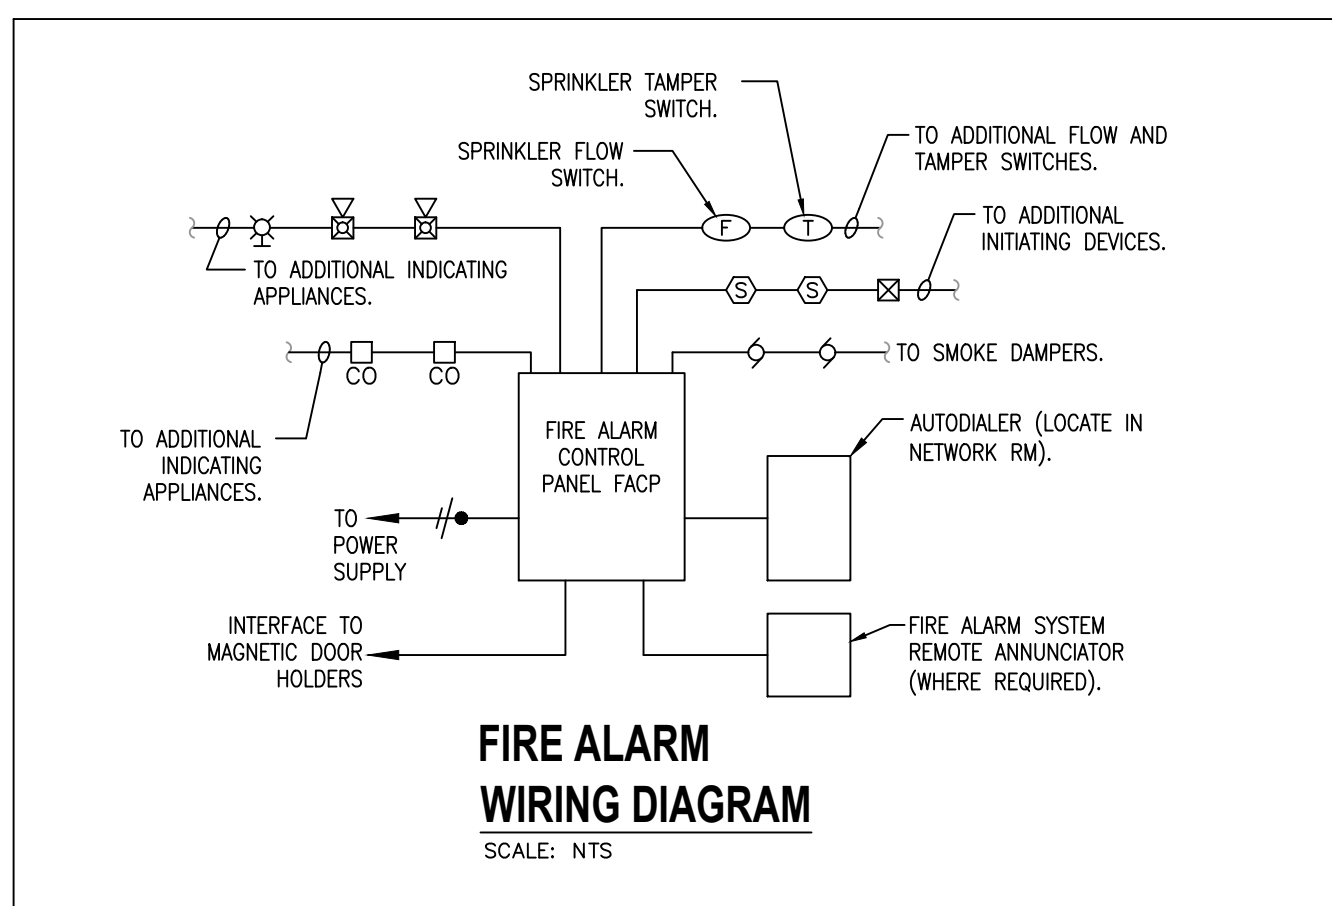 SPRINKLER TAMPER
SWITCH.
SPRINKLER FLOW
SWITCH.
TO ADDITIONAL FLOW AND
TAMPER SWITCHES.
F
T
TO ADDITIONAL
INITIATING DEVICES.
TO ADDITIONAL INDICATING
APPLIANCES.
S
S
TO SMOKE DAMPERS.
CO
CO
TO ADDITIONAL
INDICATING
APPLIANCES.
FIRE ALARM
CONTROL
PANEL FACP
AUTODIALER (LOCATE IN
NETWORK RM).
TO
POWER
SUPPLY
INTERFACE TO
MAGNETIC DOOR
HOLDERS
FIRE ALARM SYSTEM
REMOTE ANNUNCIATOR
(WHERE REQUIRED).
FIRE ALARM
WIRING DIAGRAM
SCALE: NTS